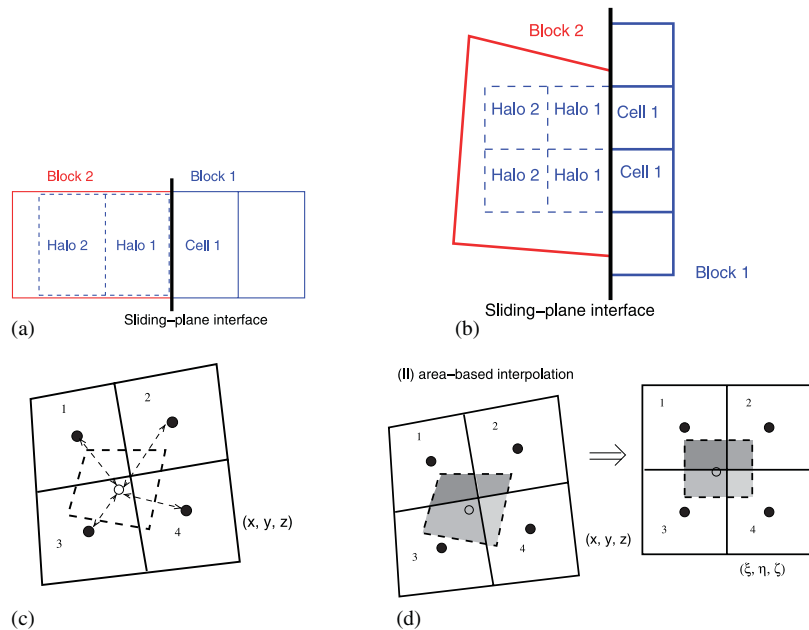 Block 2
Block 1
Halo 2
Halo 1
Cell 1
Sliding–plane interface
(a)
Block 2
Halo 2
Halo 1
Cell 1
Halo 2
Halo 1
Cell 1
Block 1
Sliding–plane interface
(b)
1
2
3
4
(x, y, z)
(c)
(II) area–based interpolation
1
2
3
4
(x, y, z)
1
2
3
4
(ξ, η, ζ)
(d)